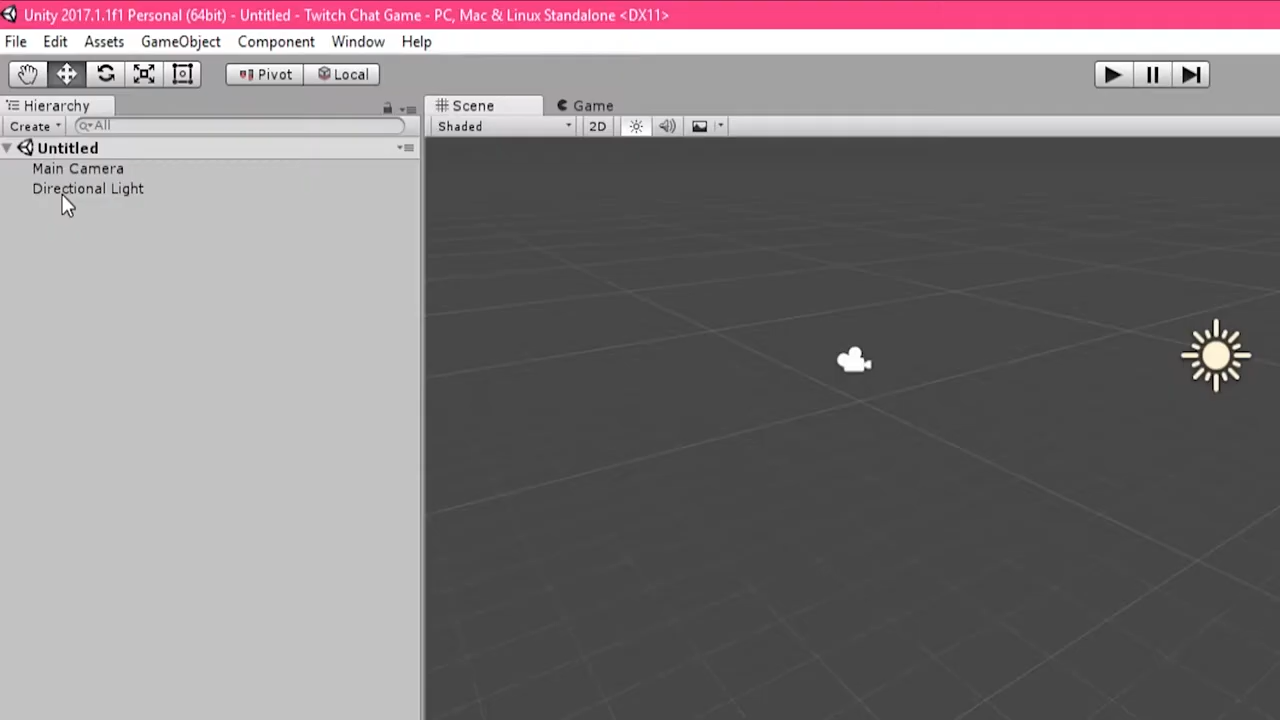 Unity 2017.1.1f1 Personal (64bit) - Untitled - Twitch Chat Game - PC, Mac & Linux Standalone <DX11>
File Edit Assets GameObject Component Window Help
Pivot Local
Hierarchy Scene Game
Create All Shaded 2D
Untitled
Main Camera
Directional Light